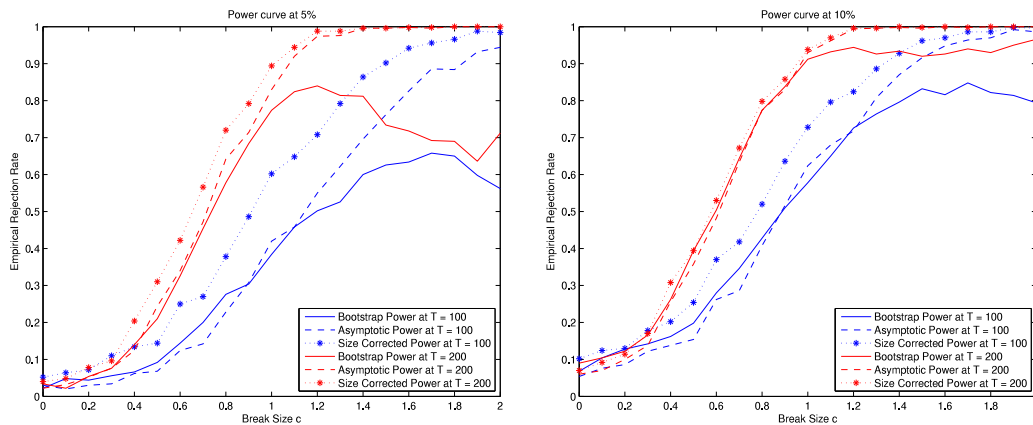 Power curve at 5%
Empirical Rejection Rate
1
0.9
0.8
0.7
0.6
0.5
0.4
0.3
0.2
0.1
0
0
0.2
0.4
0.6
0.8
1
1.2
1.4
1.6
1.8
2
Break Size c
Bootstrap Power at T = 100
Asymptotic Power at T = 100
Size Corrected Power at T = 100
Bootstrap Power at T = 200
Asymptotic Power at T = 200
Size Corrected Power at T = 200
Power curve at 10%
Empirical Rejection Rate
1
0.9
0.8
0.7
0.6
0.5
0.4
0.3
0.2
0.1
0
0
0.2
0.4
0.6
0.8
1
1.2
1.4
1.6
1.8
Break Size c
Bootstrap Power at T = 100
Asymptotic Power at T = 100
Size Corrected Power at T = 100
Bootstrap Power at T = 200
Asymptotic Power at T = 200
Size Corrected Power at T = 200